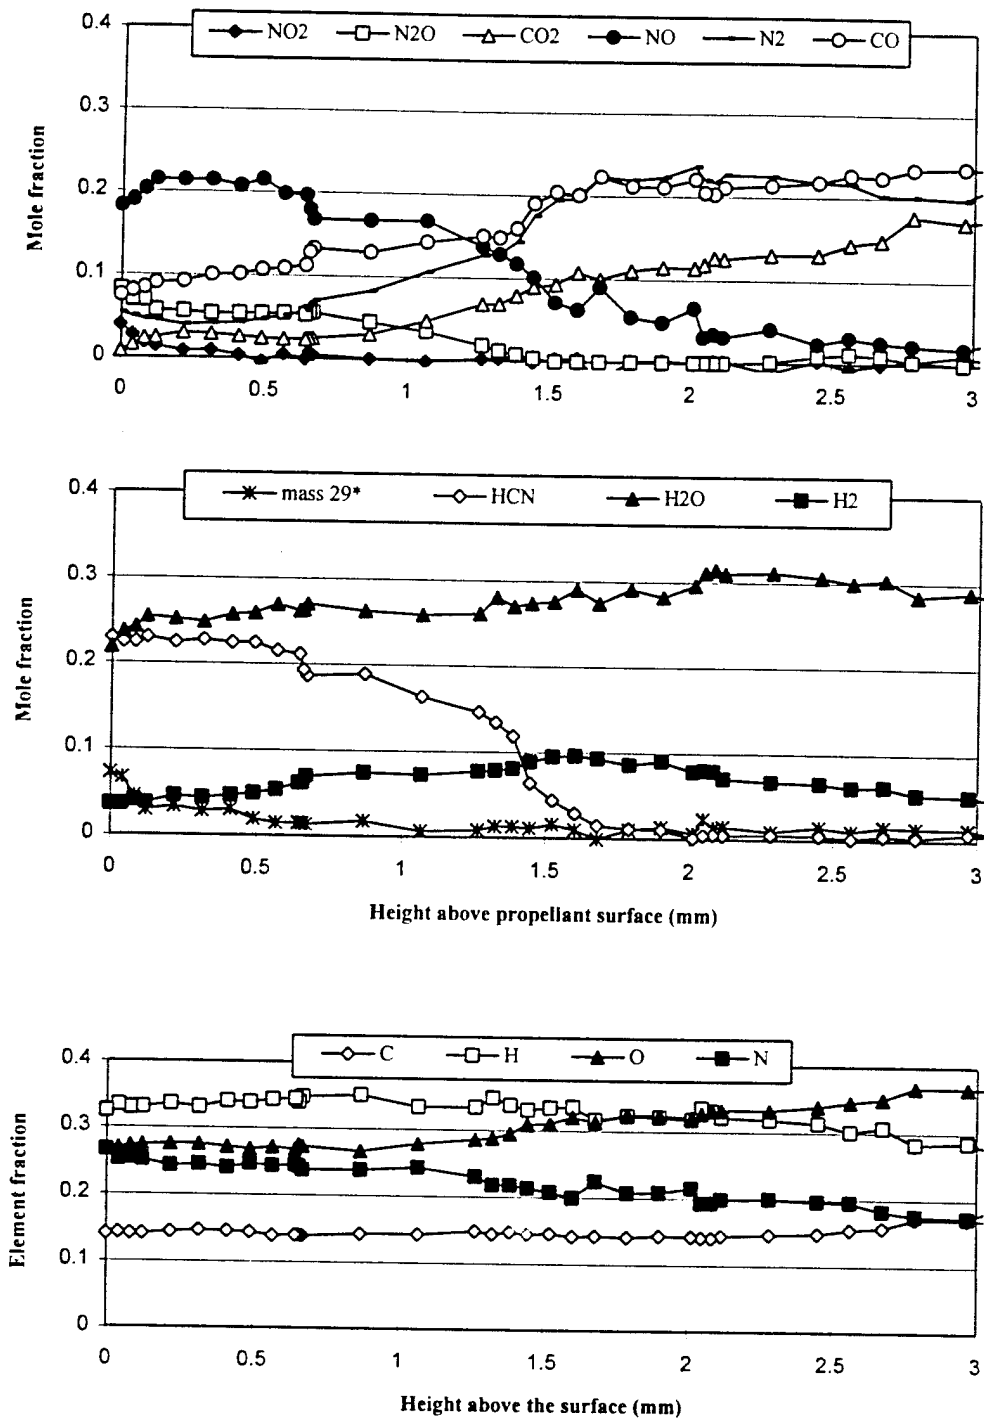 NO2 N2O CO2 NO N2 CO
0.4
0.3
0.2
0.1
0
Mole fraction
0 0.5 1 1.5 2 2.5 3
mass 29* HCN H2O H2
0.4
0.3
0.2
0.1
0
Mole fraction
0 0.5 1 1.5 2 2.5 3
Height above propellant surface (mm)
C H O N
0.4
0.3
0.2
0.1
0
Element fraction
0 0.5 1 1.5 2 2.5 3
Height above the surface (mm)